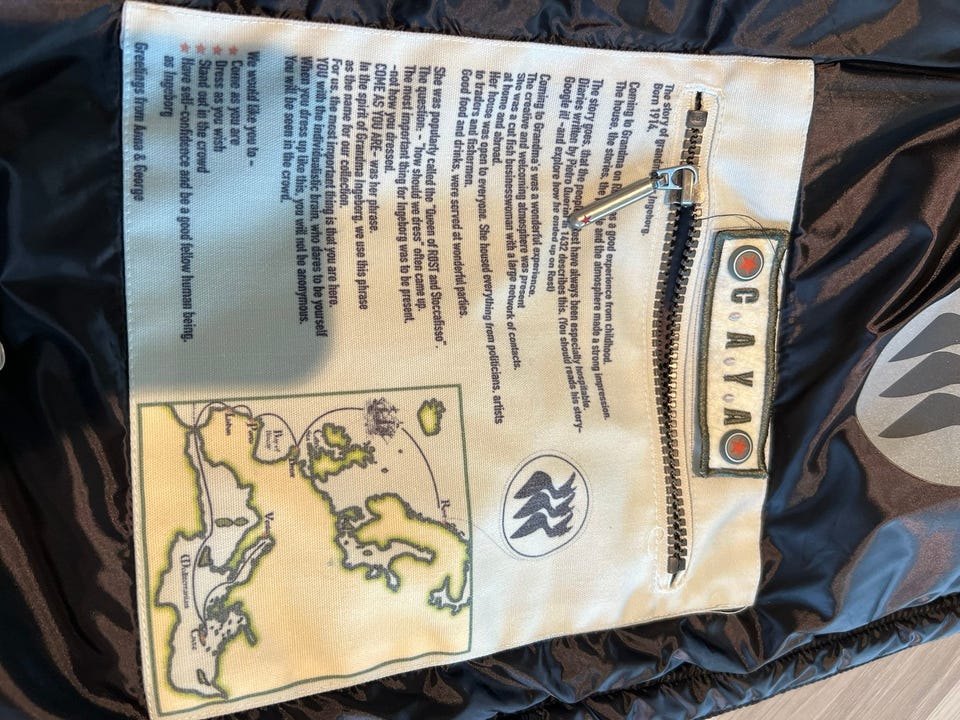 C.A.Y.A
The story of grandma Ingeborg.
Born 1914.
Coming to Grandma on a good experience from childhood.
The house, the stories, the and the atmosphere made a strong impression.
The story goes, that the people have always been especially hospitable.
Diaries written by Pietro in 1432 describes this. (You should reads his story-
Google it! -and explore how he ended up on Røst)
Coming to Grandma's was a wonderful experience.
The creative and welcoming atmosphere was present
She was a cut fish businesswoman with a large network of contacts.
at home and abroad.
Her house was open to everyone. She housed everything from politicians, artists
to traders and fishermen.
Good food and drinks, were served at wonderful parties.
She was popularly called the "Queen of RØST and Stoccafisso".
The question: - "how should we dress" often came up.
The most important thing for Ingeborg was to be present,
-not how you dressed.
COME AS YOU ARE- was her phrase.
In the spirit of Grandma Ingeborg, we use this phrase
as the name for our collection.
For us, the most important thing is that you are here.
YOU with the individualistic brain, who dares to be yourself
When you dress up like this, you will not be anonymous.
You will be seen in the crowd.
We would like you to -
★ Come as you are
★ Dress as you wish
★ Stand out in the crowd
★ Have self-confidence and be a good fellow human being,
as Ingeborg
Greetings from Anna & George
Lisbon
Venezia
(Mediterranian